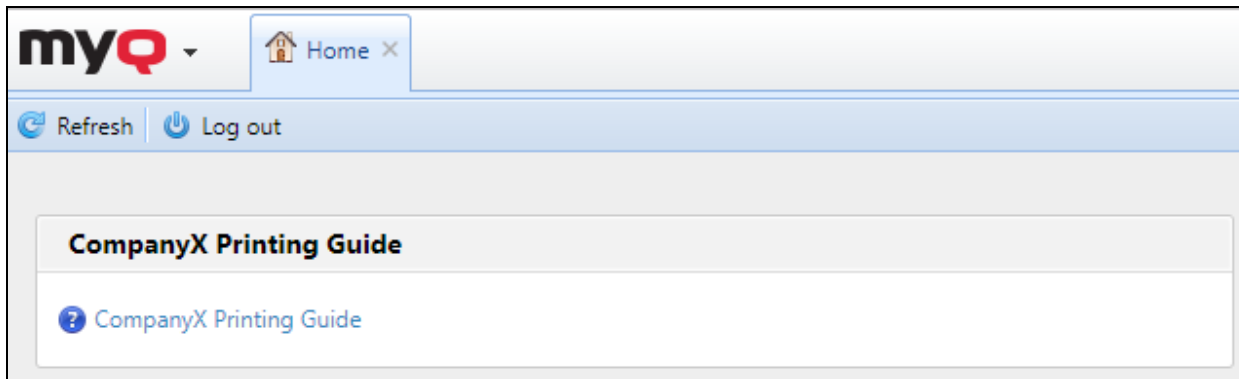 myQ
Home
Refresh Log out
CompanyX Printing Guide
CompanyX Printing Guide